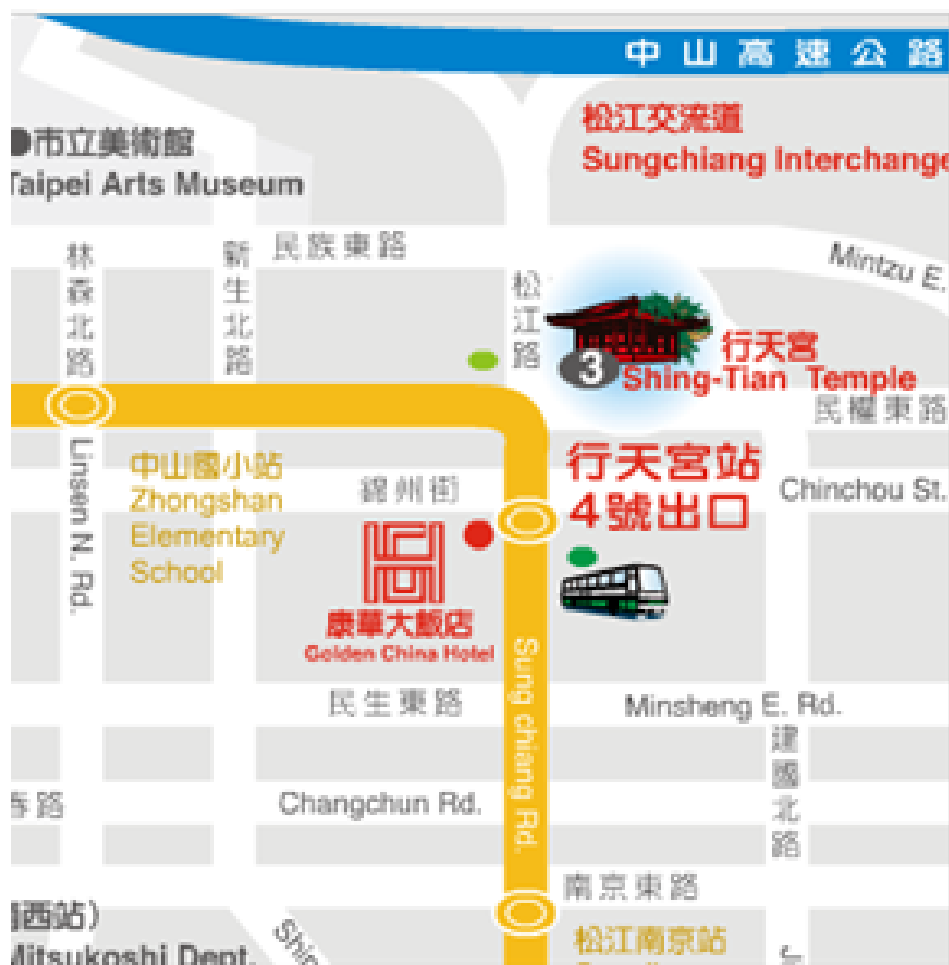 中山高速公路
松江交流道
Sungchiang Interchange
市立美術館
Taipei Arts Museum
林森北路
新生北路
民族東路
松江路
Mintzu E.
3
行天宮
Shing-Tian Temple
民權東路
Linsen N. Rd.
中山國小站
Zhongshan
Elementary
School
錦州街
行天宮站
4號出口
Chinchou St.
康華大飯店
Golden China Hotel
Sung chiang Rd.
民生東路
Minsheng E. Rd.
建國北路
路
Changchun Rd.
南京東路
西站)
Mitsukoshi Dept.
松江南京站